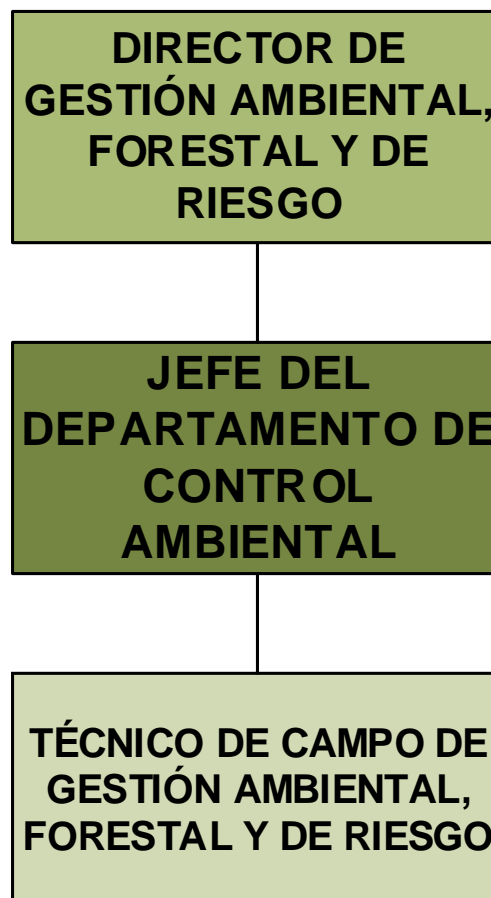 DIRECTOR DE
GESTIÓN AMBIENTAL,
FORESTAL Y DE
RIESGO
JEFE DEL
DEPARTAMENTO DE
CONTROL
AMBIENTAL
TÉCNICO DE CAMPO DE
GESTIÓN AMBIENTAL,
FORESTAL Y DE RIESGO